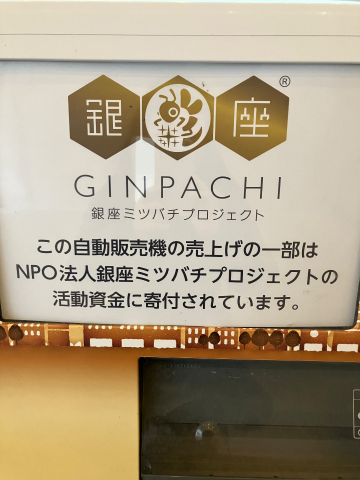 銀 座 ®
GINPACHI
銀座ミツバチプロジェクト
この自動販売機の売上げの一部は
NPO法人銀座ミツバチプロジェクトの
活動資金に寄付されています。